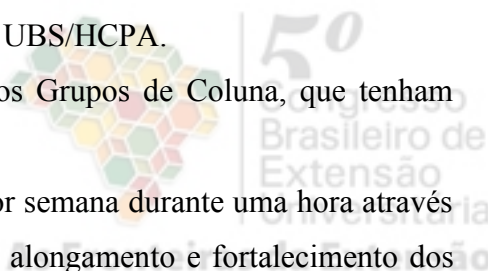 UBS/HCPA.
os Grupos de Coluna, que tenham
5º
Congresso
Brasileiro de
Extensão
Universitária
or semana durante uma hora através
alongamento e fortalecimento dos